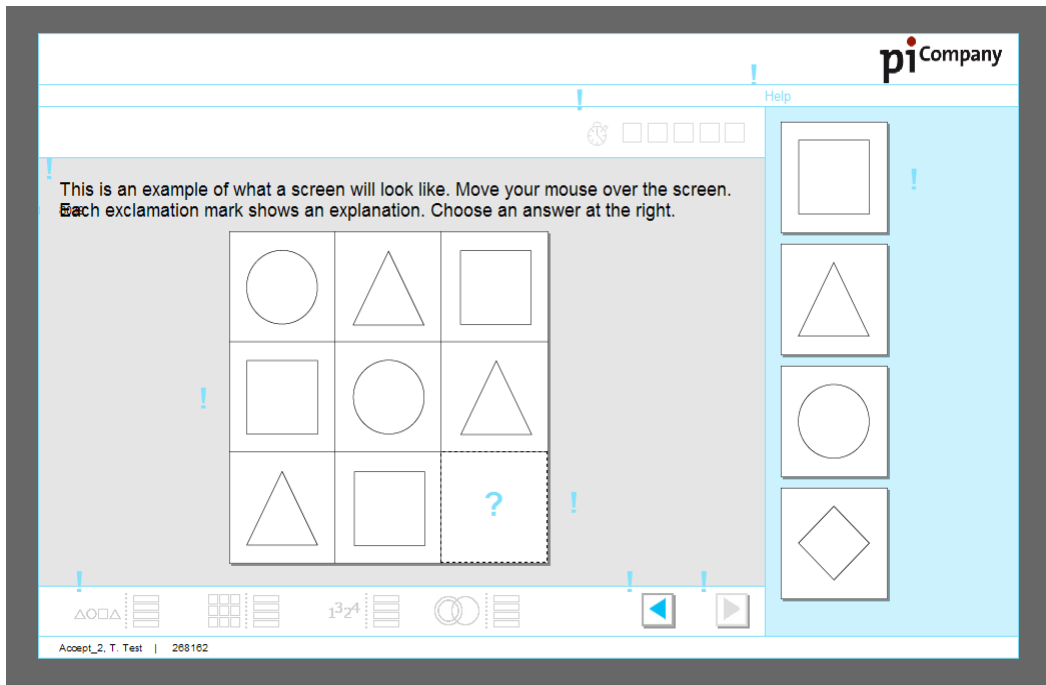 pi Company
Help
This is an example of what a screen will look like. Move your mouse over the screen.
Each exclamation mark shows an explanation. Choose an answer at the right.
?
1324
Accept_2, T. Test | 268162